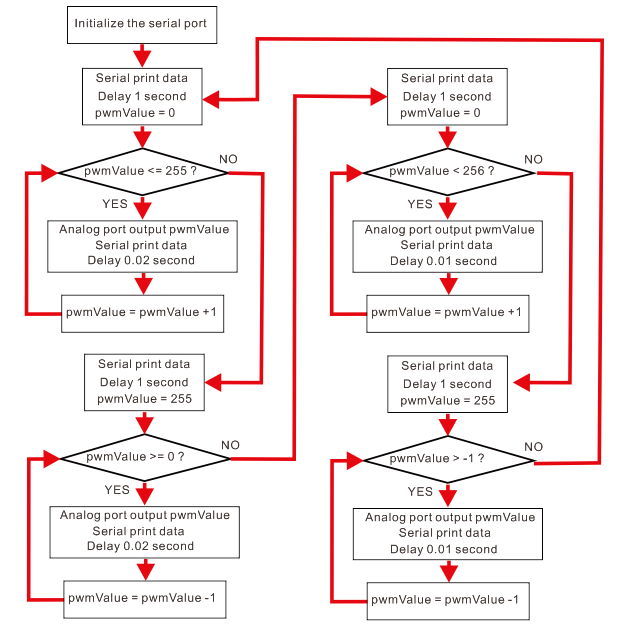 Initialize the serial port
Serial print data
Delay 1 second
pwmValue = 0
pwmValue <= 255 ?
NO
YES
Analog port output pwmValue
Serial print data
Delay 0.02 second
pwmValue = pwmValue +1
Serial print data
Delay 1 second
pwmValue = 255
pwmValue >= 0 ?
NO
YES
Analog port output pwmValue
Serial print data
Delay 0.02 second
pwmValue = pwmValue -1
Serial print data
Delay 1 second
pwmValue = 0
pwmValue < 256 ?
NO
YES
Analog port output pwmValue
Serial print data
Delay 0.01 second
pwmValue = pwmValue +1
Serial print data
Delay 1 second
pwmValue = 255
pwmValue > -1 ?
NO
YES
Analog port output pwmValue
Serial print data
Delay 0.01 second
pwmValue = pwmValue -1